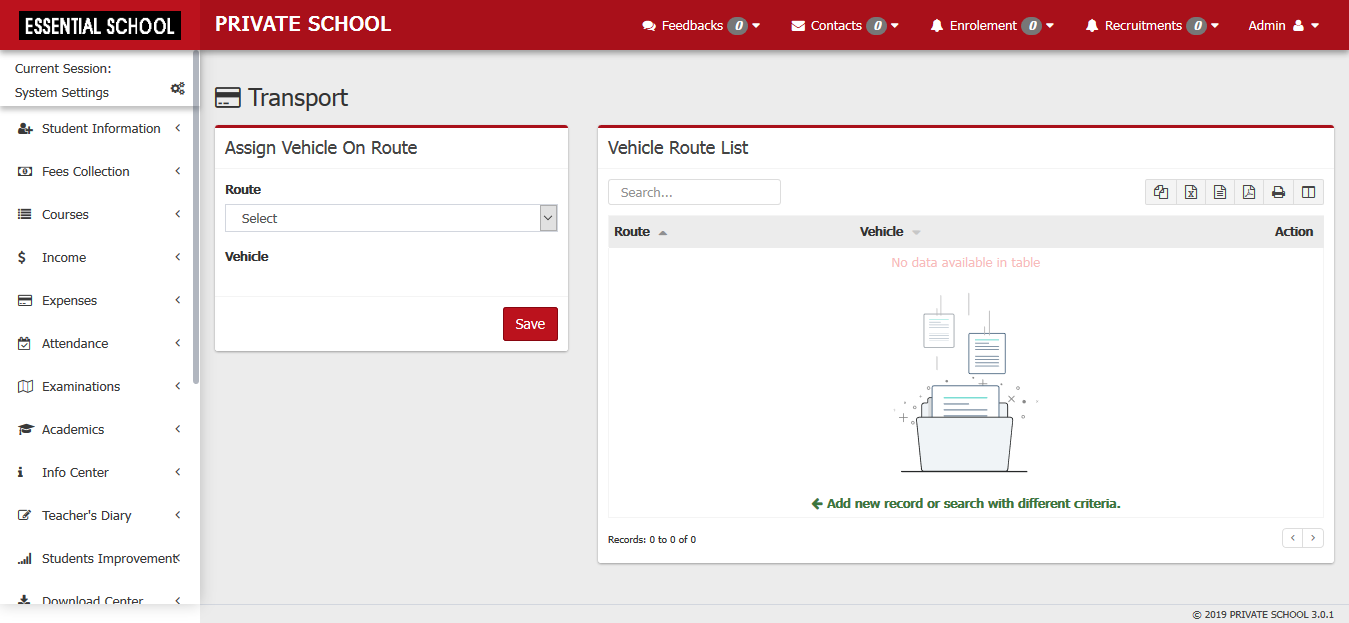 ESSENTIAL SCHOOL
PRIVATE SCHOOL
Feedbacks 0
Contacts 0
Enrolement 0
Recruitments 0
Admin
Current Session:
System Settings
Student Information
Fees Collection
Courses
Income
Expenses
Attendance
Examinations
Academics
Info Center
Teacher's Diary
Students Improvement
Download Center
Transport
Assign Vehicle On Route
Route
Select
Vehicle
Save
Vehicle Route List
Search...
Route Vehicle Action
No data available in table
Add new record or search with different criteria.
Records: 0 to 0 of 0
© 2019 PRIVATE SCHOOL 3.0.1